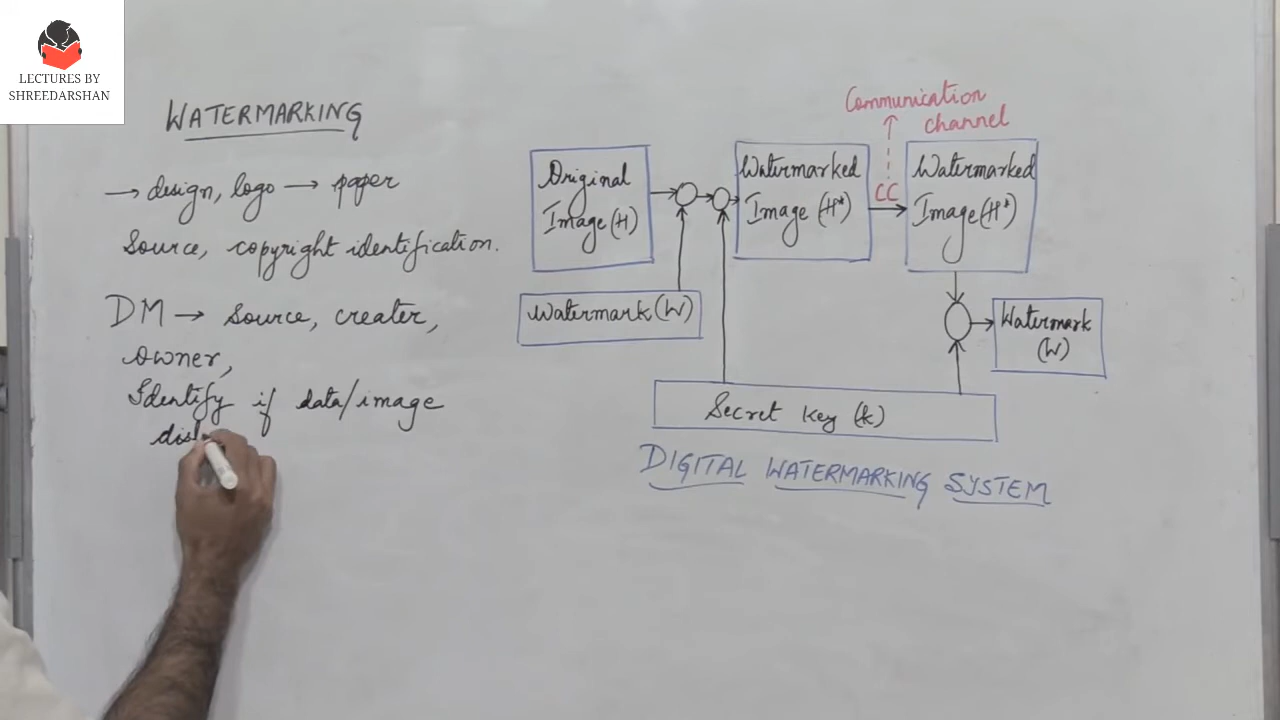 LECTURES BY
SHREEDARSHAN
WATERMARKING
→ design, logo → paper
Source, copyright identification.
DM → Source, creater,
owner,
Identify if data/image
Original
Image(H)
Watermark(W)
Watermarked
Image(H*)
Communication
channel
CC
Watermarked
Image(H*)
Watermark
(W)
Secret key (k)
DIGITAL WATERMARKING SYSTEM